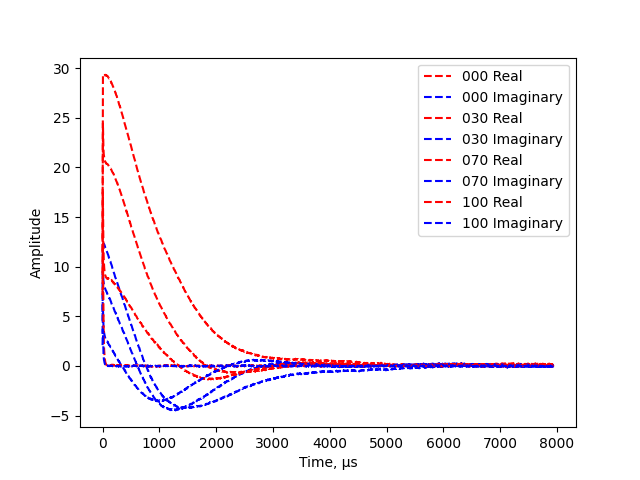 30
25
20
15
10
5
0
−5
Amplitude
0 1000 2000 3000 4000 5000 6000 7000 8000
Time, µs
000 Real
000 Imaginary
030 Real
030 Imaginary
070 Real
070 Imaginary
100 Real
100 Imaginary